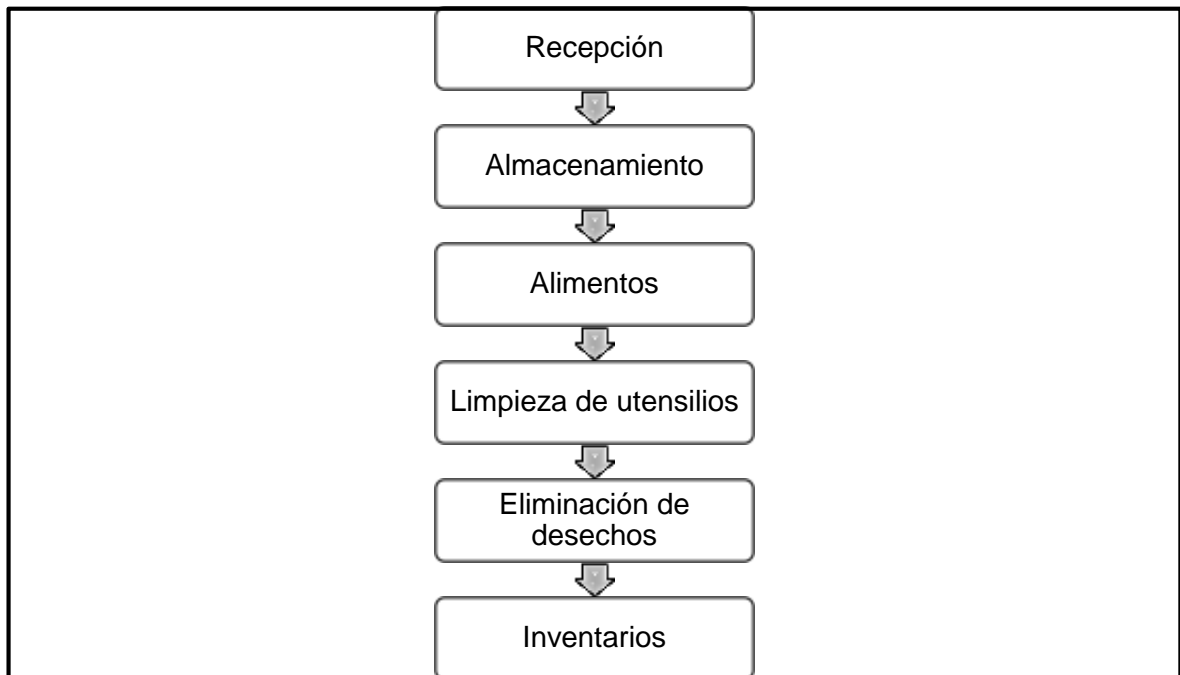 Recepción
Almacenamiento
Alimentos
Limpieza de utensilios
Eliminación de
desechos
Inventarios